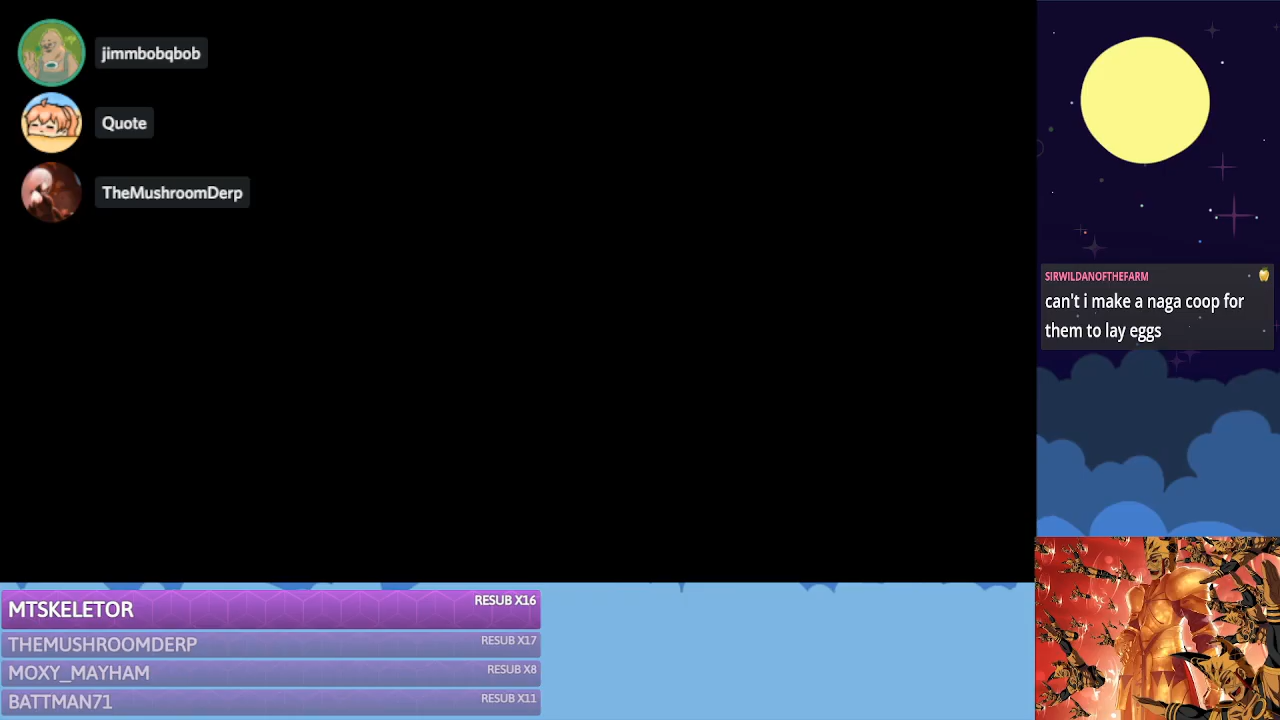 jimmbobqbob
Quote
TheMushroomDerp
SIRWILDANOFTHEFARM
can't i make a naga coop for
them to lay eggs
MTSKELETOR RESUB X16
THEMUSHROOMDERP RESUB X17
MOXY_MAYHAM RESUB X8
BATTMAN71 RESUB X11